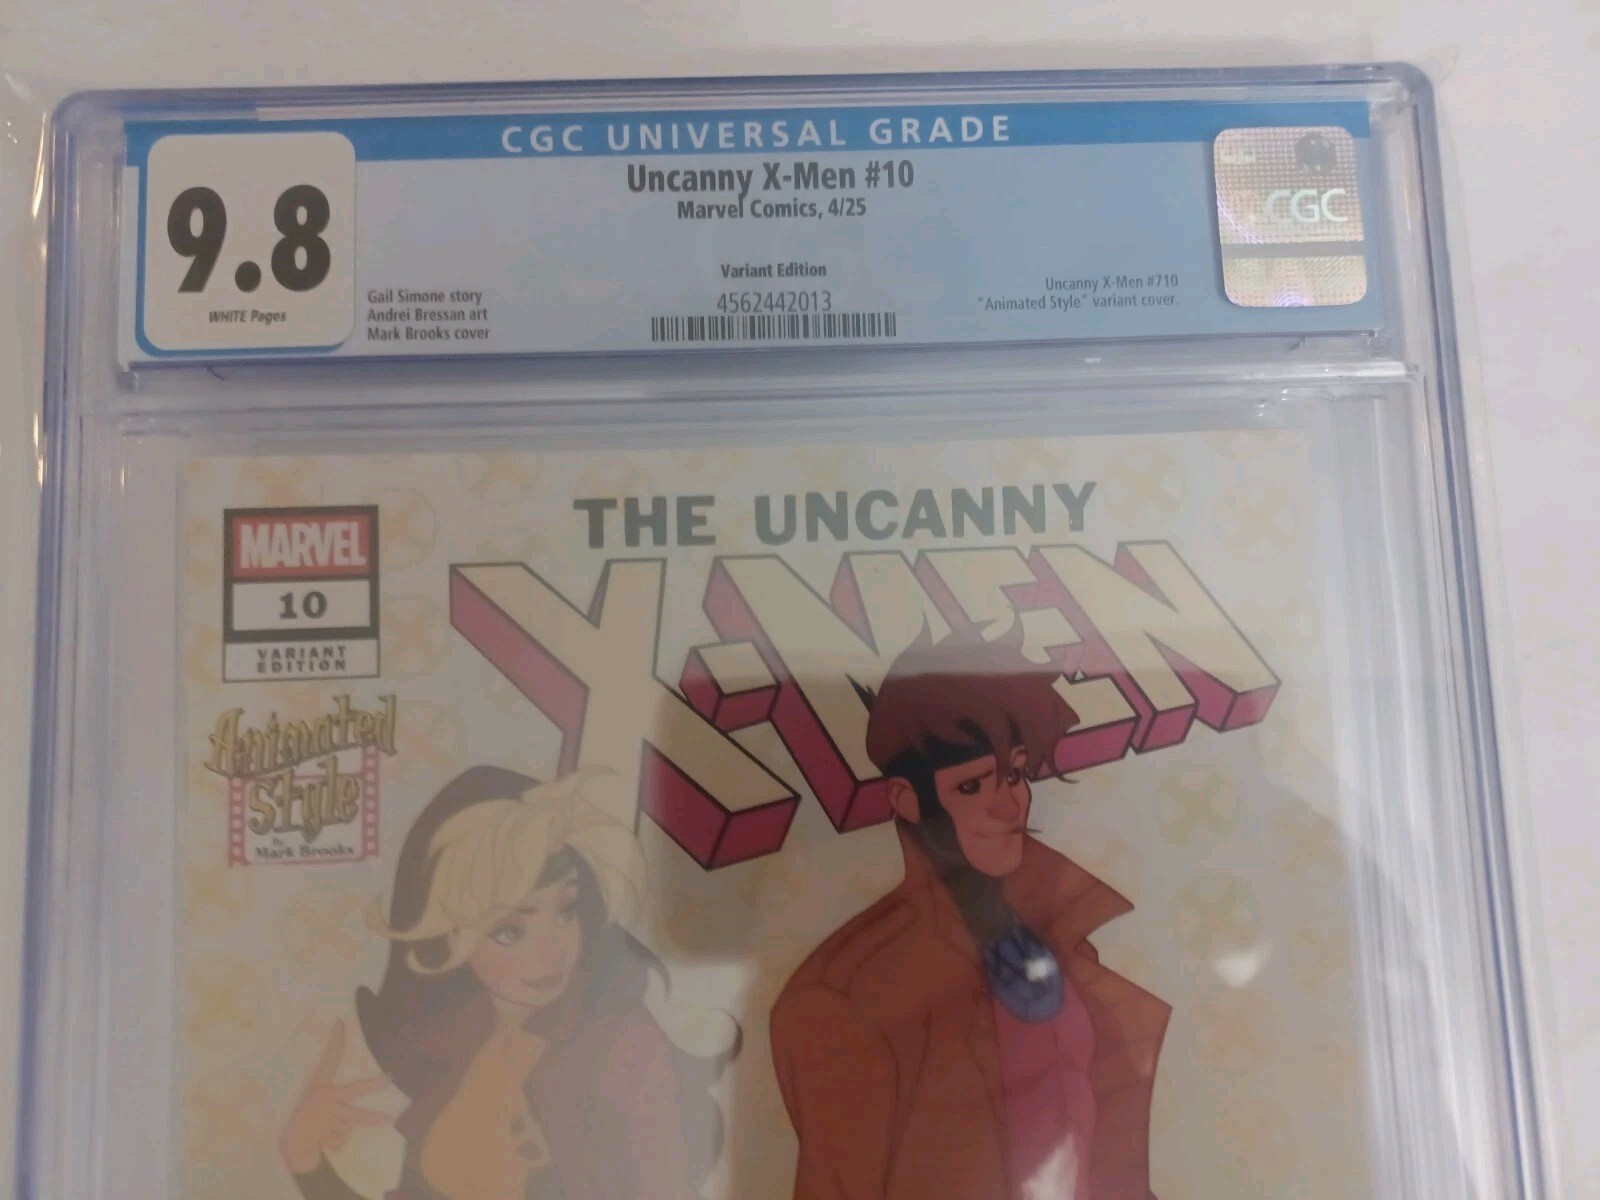 CGC UNIVERSAL GRADE
9.8
WHITE Pages
Uncanny X-Men #10
Marvel Comics, 4/25
Variant Edition
4562442013
Gail Simone story
Andrei Bressan art
Mark Brooks cover
Uncanny X-Men #710
"Animated Style" variant cover.
CGC
MARVEL
10
VARIANT
EDITION
Animated
Style
by
Mark Brooks
THE UNCANNY
X-MEN